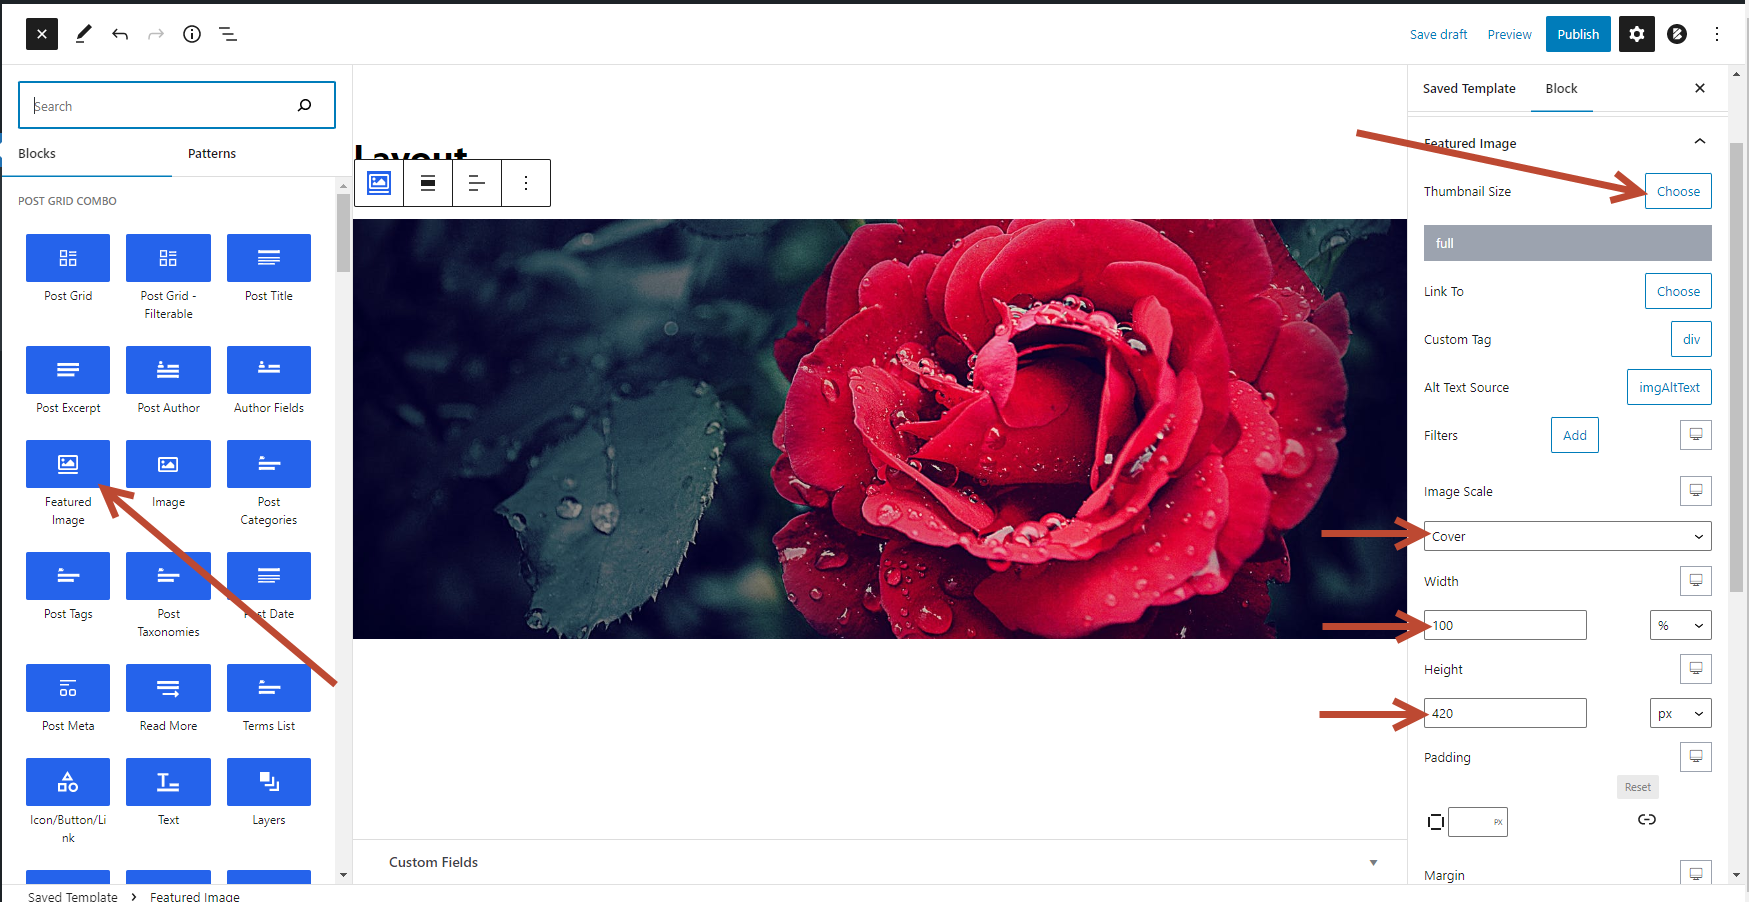 Save draft
Preview
Publish
Search
Blocks
Patterns
POST GRID COMBO
Post Grid
Post Grid -
Filterable
Post Title
Post Excerpt
Post Author
Author Fields
Featured
Image
Image
Post
Categories
Post Tags
Post
Taxonomies
Post Date
Post Meta
Read More
Terms List
Icon/Button/Li
nk
Text
Layers
Layout
Custom Fields
Saved Template
Block
Featured Image
Thumbnail Size
Choose
full
Link To
Choose
Custom Tag
div
Alt Text Source
imgAltText
Filters
Add
Image Scale
Cover
Width
100
%
Height
420
px
Padding
Reset
PX
Margin
Saved Template
Featured Image